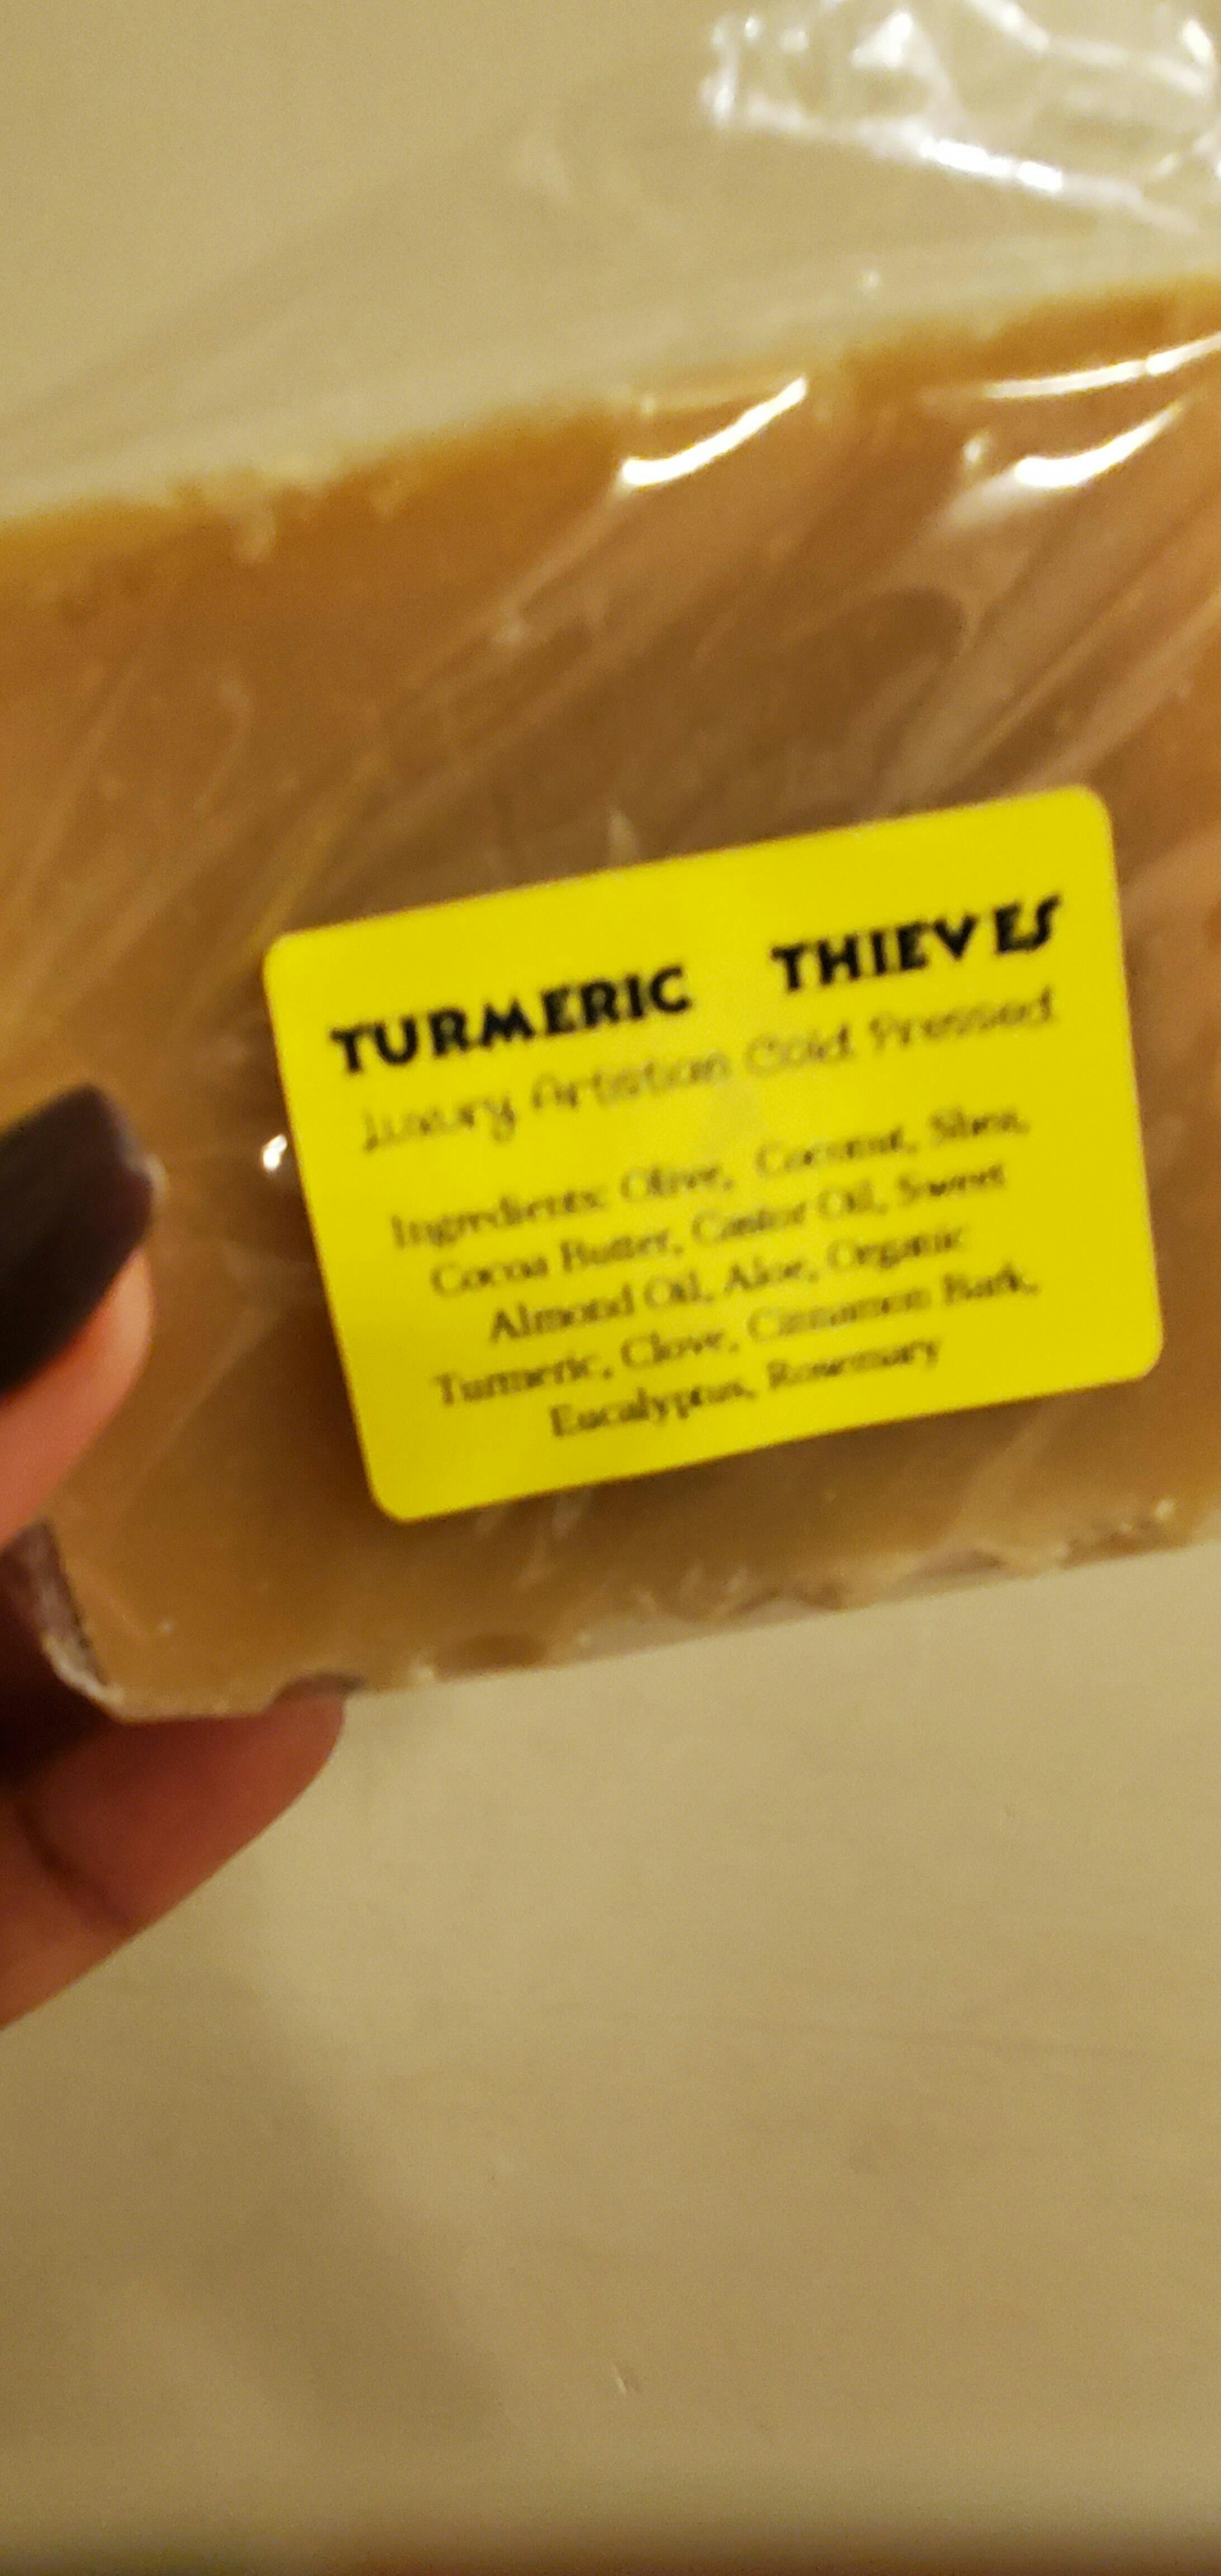 TURMERIC THIEVES
Luxury Artistian Cold Pressed
Ingredients: Olive, Coconut, Shea,
Cocoa Butter, Castor Oil, Sweet
Almond Oil, Aloe, Organic
Turmeric, Clove, Cinnamon Bark,
Eucalyptus, Rosemary